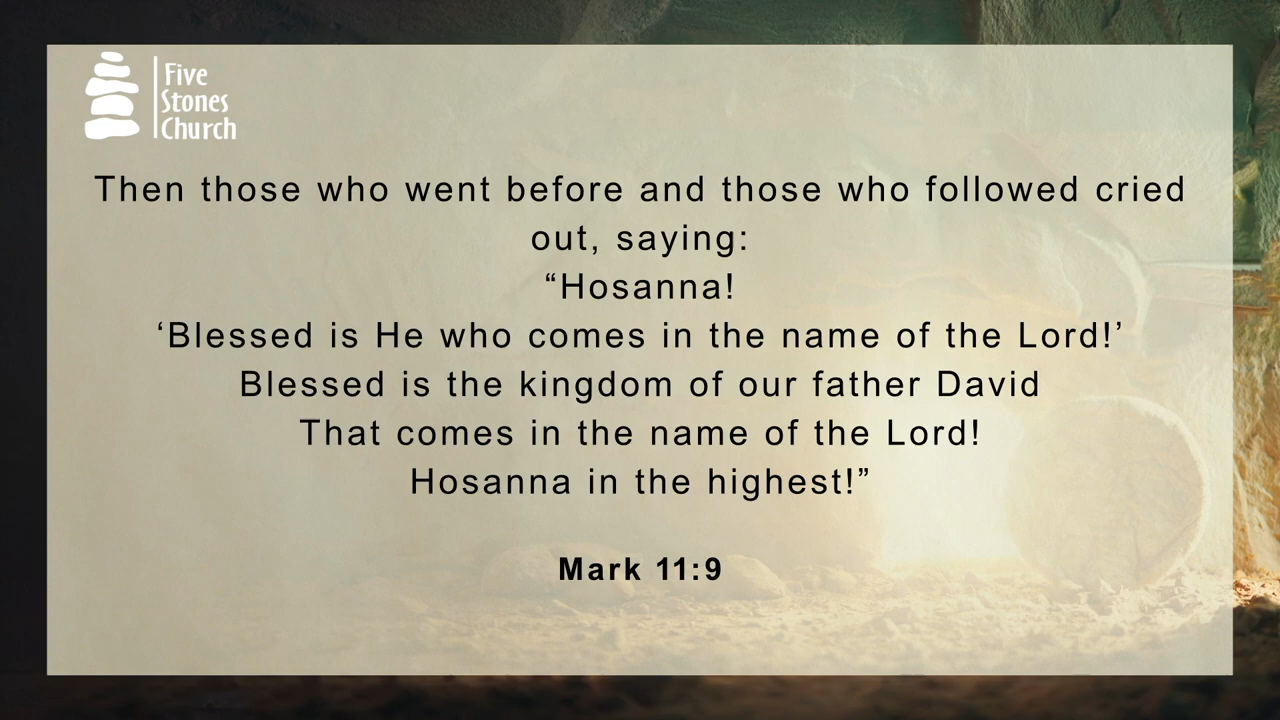 Five
Stones
Church
Then those who went before and those who followed cried
out, saying:
“Hosanna!
‘Blessed is He who comes in the name of the Lord!’
Blessed is the kingdom of our father David
That comes in the name of the Lord!
Hosanna in the highest!”
Mark 11:9